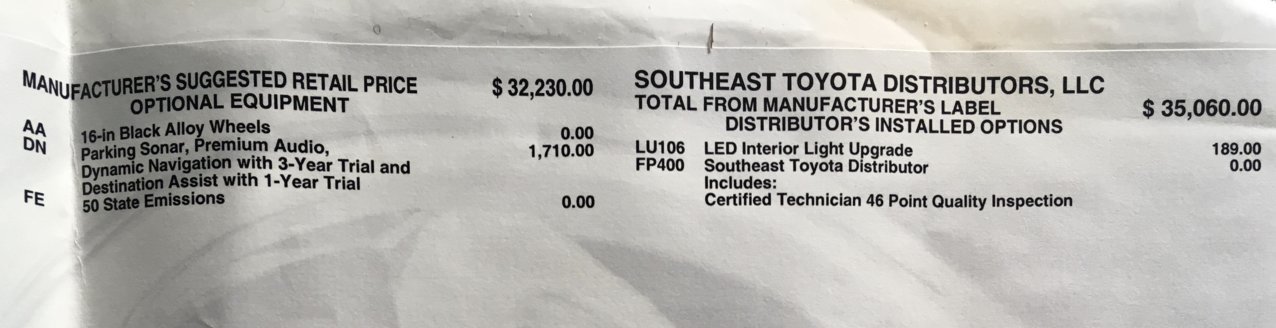 MANUFACTURER'S SUGGESTED RETAIL PRICE $ 32,230.00
OPTIONAL EQUIPMENT
AA 16-in Black Alloy Wheels 0.00
DN Parking Sonar, Premium Audio, 1,710.00
Dynamic Navigation with 3-Year Trial and
Destination Assist with 1-Year Trial
FE 50 State Emissions 0.00
SOUTHEAST TOYOTA DISTRIBUTORS, LLC
TOTAL FROM MANUFACTURER'S LABEL $ 35,060.00
DISTRIBUTOR'S INSTALLED OPTIONS
LU106 LED Interior Light Upgrade 189.00
FP400 Southeast Toyota Distributor 0.00
Includes:
Certified Technician 46 Point Quality Inspection